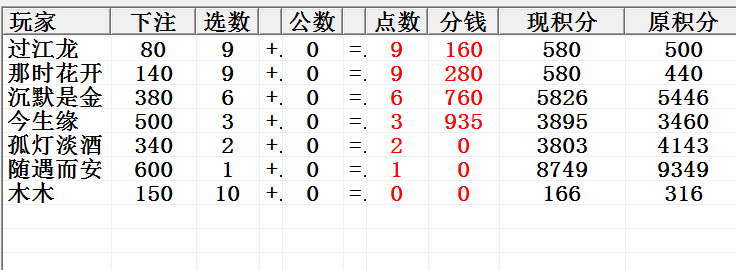 玩家 下注 选数 公数 点数 分钱 现积分 原积分
过江龙 80 9 +. 0 =. 9 160 580 500
那时花开 140 9 +. 0 =. 9 280 580 440
沉默是金 380 6 +. 0 =. 6 760 5826 5446
今生缘 500 3 +. 0 =. 3 935 3895 3460
孤灯淡酒 340 2 +. 0 =. 2 0 3803 4143
随遇而安 600 1 +. 0 =. 1 0 8749 9349
木木 150 10 +. 0 =. 0 0 166 316